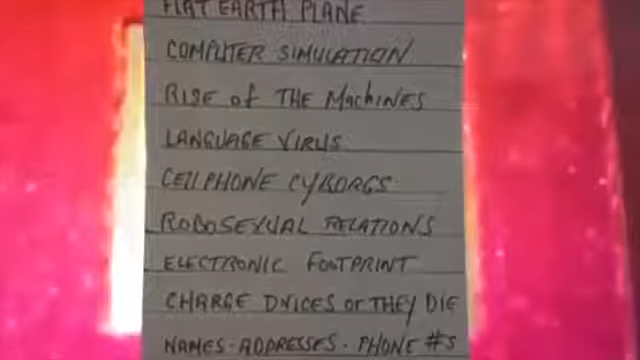 FLAT EARTH PLANE
COMPUTER SIMULATION
RISE of THE MachiNES
LANGUAGE VIRUS
CELLPHONE CYBORGS
ROBOSEXUAL RELATIONS
ELECTRONIC FOOTPRINT
CHARGE DVICES or THEY DIE
NAMES - ADDRESSES - PHONE #S